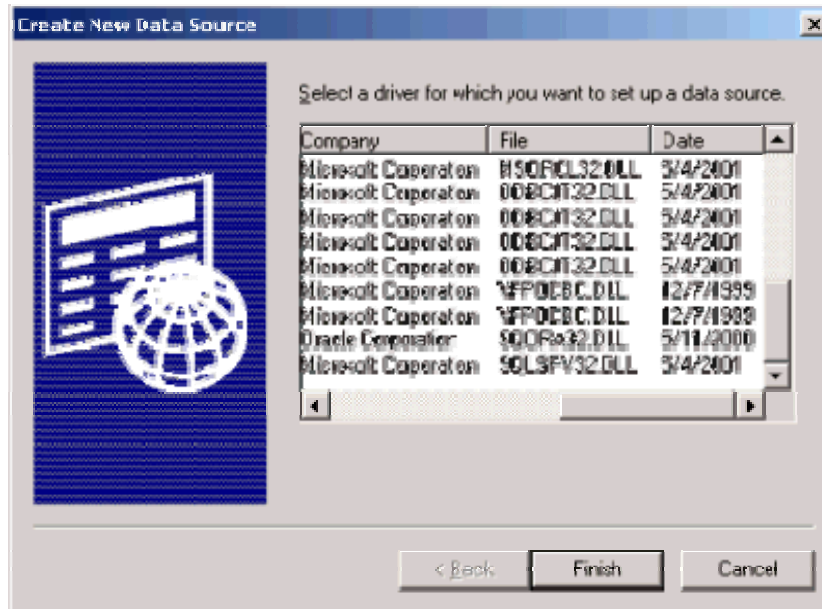 Create New Data Source
Select a driver for which you want to set up a data source.
Company File Date
Microsoft Corporation MSORCL32.DLL 5/4/2001
Microsoft Corporation ODBCJT32.DLL 5/4/2001
Microsoft Corporation ODBCJT32.DLL 5/4/2001
Microsoft Corporation ODBCJT32.DLL 5/4/2001
Microsoft Corporation ODBCJT32.DLL 5/4/2001
Microsoft Corporation VFPODBC.DLL 12/7/1999
Microsoft Corporation VFPODBC.DLL 12/7/1999
Oracle Corporation SQORA32.DLL 5/11/2000
Microsoft Corporation SQLSRV32.DLL 5/4/2001
< Back Finish Cancel